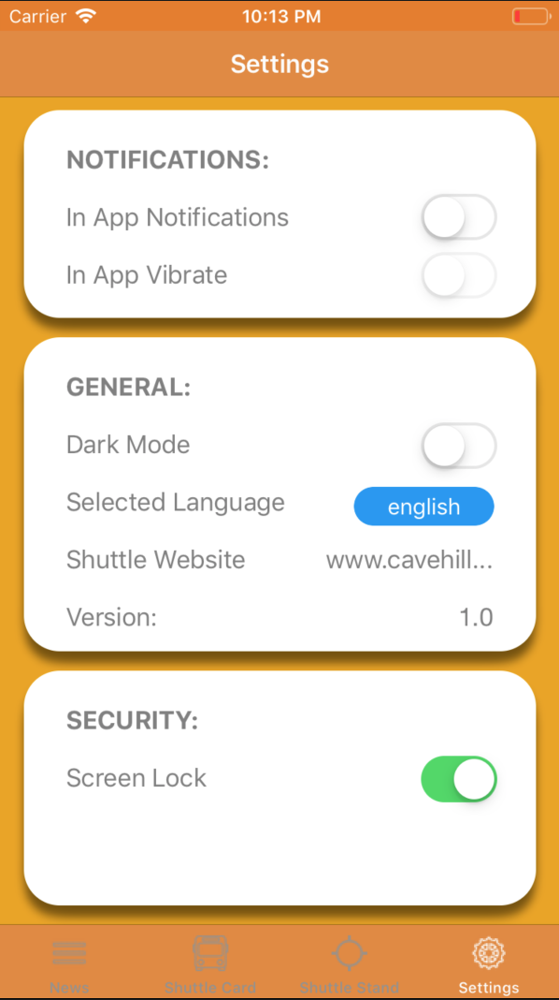 Carrier 10:13 PM
Settings
NOTIFICATIONS:
In App Notifications
In App Vibrate
GENERAL:
Dark Mode
Selected Language english
Shuttle Website www.cavehill...
Version: 1.0
SECURITY:
Screen Lock
News Shuttle Card Shuttle Stand Settings